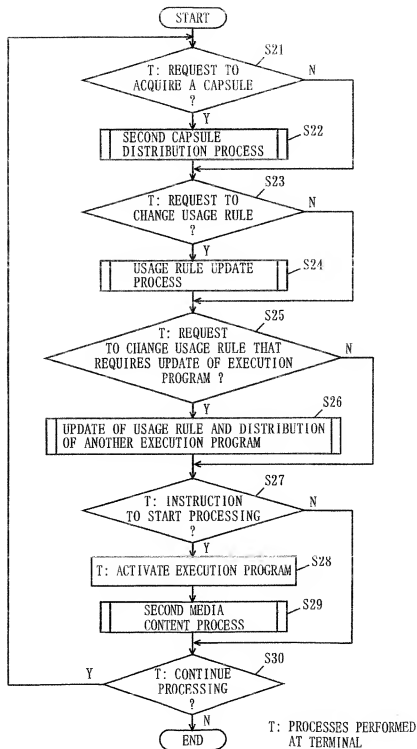 START
S21
T: REQUEST TO
ACQUIRE A CAPSULE
?
N
Y
S22
SECOND CAPSULE
DISTRIBUTION PROCESS
S23
T: REQUEST TO
CHANGE USAGE RULE
?
N
Y
S24
USAGE RULE UPDATE
PROCESS
S25
T: REQUEST
TO CHANGE USAGE RULE THAT
REQUIRES UPDATE OF EXECUTION
PROGRAM ?
N
Y
S26
UPDATE OF USAGE RULE AND DISTRIBUTION
OF ANOTHER EXECUTION PROGRAM
S27
T: INSTRUCTION
TO START PROCESSING
?
N
Y
S28
T: ACTIVATE EXECUTION PROGRAM
S29
SECOND MEDIA
CONTENT PROCESS
S30
Y
T: CONTINUE
PROCESSING
?
N
END
T: PROCESSES PERFORMED
AT TERMINAL